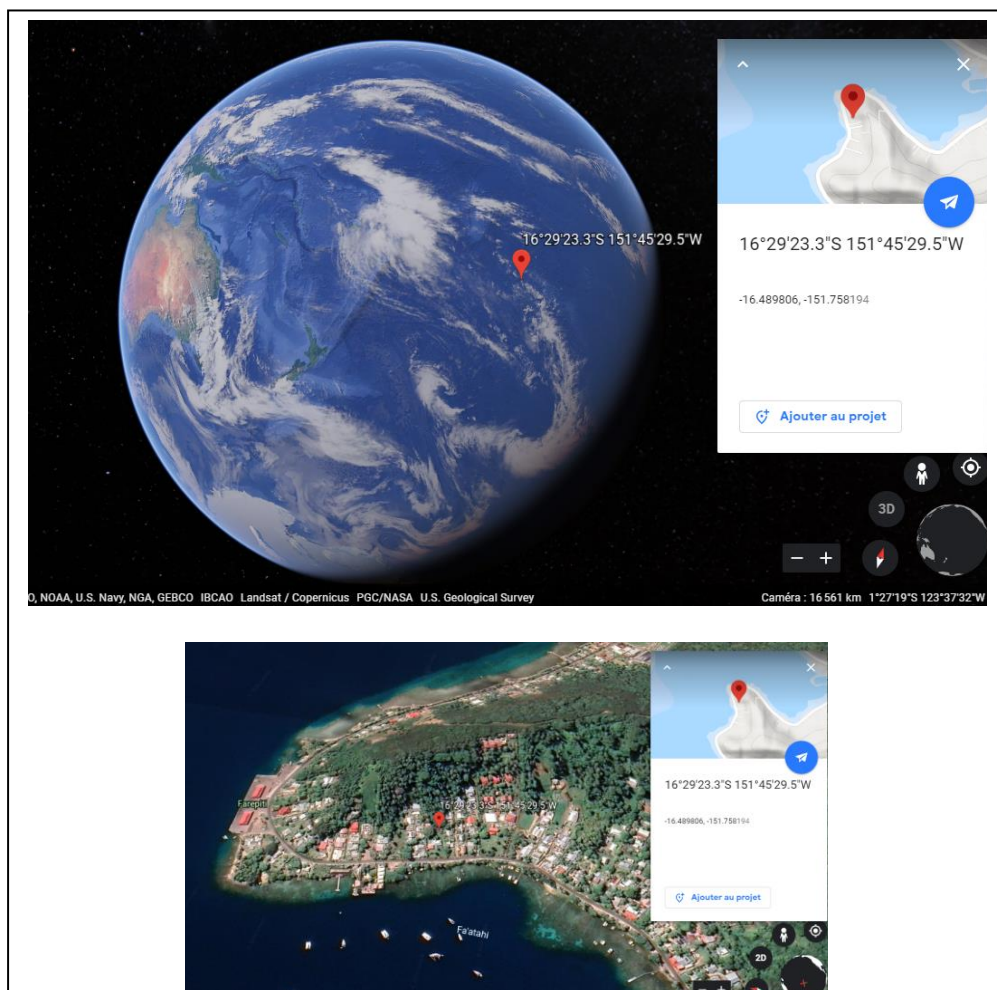 16°29'23.3"S 151°45'29.5"W
16°29'23.3"S 151°45'29.5"W
-16.489806, -151.758194
Ajouter au projet
3D
O, NOAA, U.S. Navy, NGA, GEBCO IBCAO Landsat / Copernicus PGC/NASA U.S. Geological Survey
Caméra : 16 561 km 1°27'19"S 123°37'32"W
16°29'23.3"S 151°45'29.5"W
-16.489806, -151.758194
Farepiti
16°29'23.3"S 151°45'29.5"W
Ajouter au projet
Fa'atahi
2D